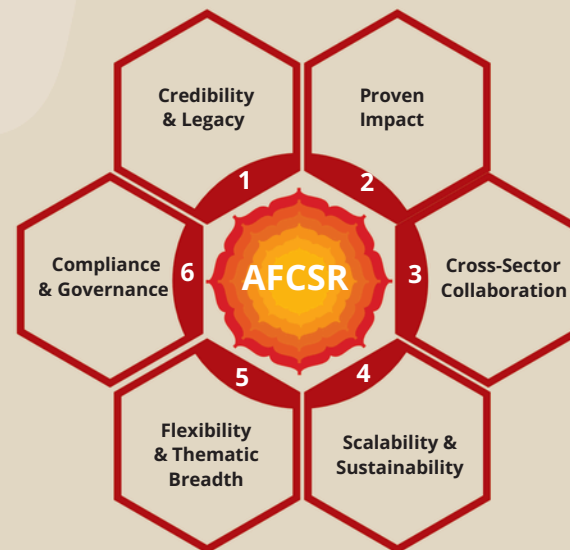 Credibility
& Legacy
1
Proven
Impact
2
Cross-Sector
Collaboration
3
Scalability &
Sustainability
4
Flexibility
& Thematic
Breadth
5
Compliance
& Governance
6
AFCSR